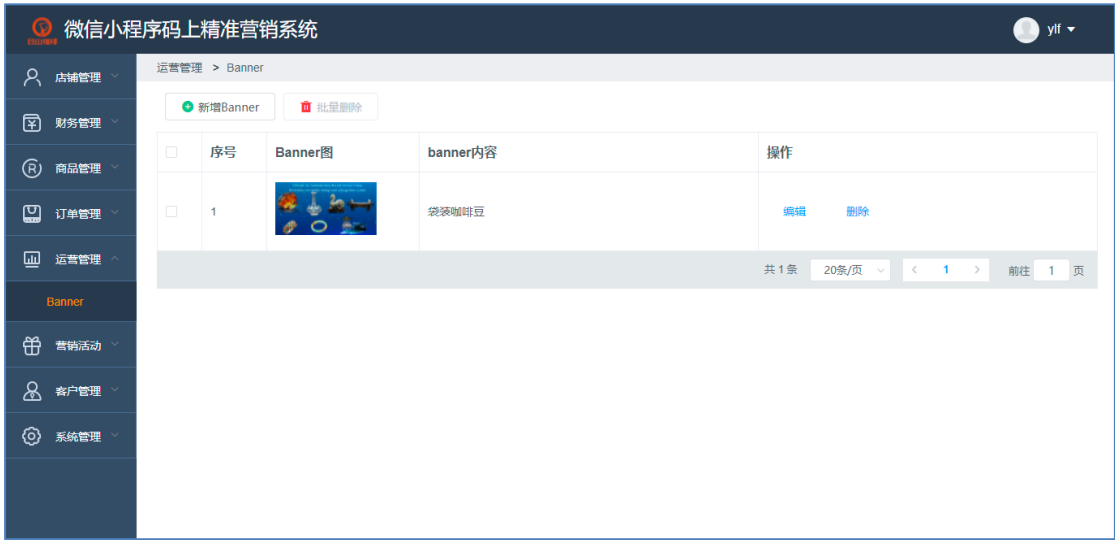 微信小程序码上精准营销系统
ylf
店铺管理
财务管理
商品管理
订单管理
运营管理
Banner
营销活动
客户管理
系统管理
运营管理 > Banner
新增Banner 批量删除
序号 Banner图 banner内容 操作
1 袋装咖啡豆 编辑 删除
共 1 条 20条/页 < 1 > 前往 1 页